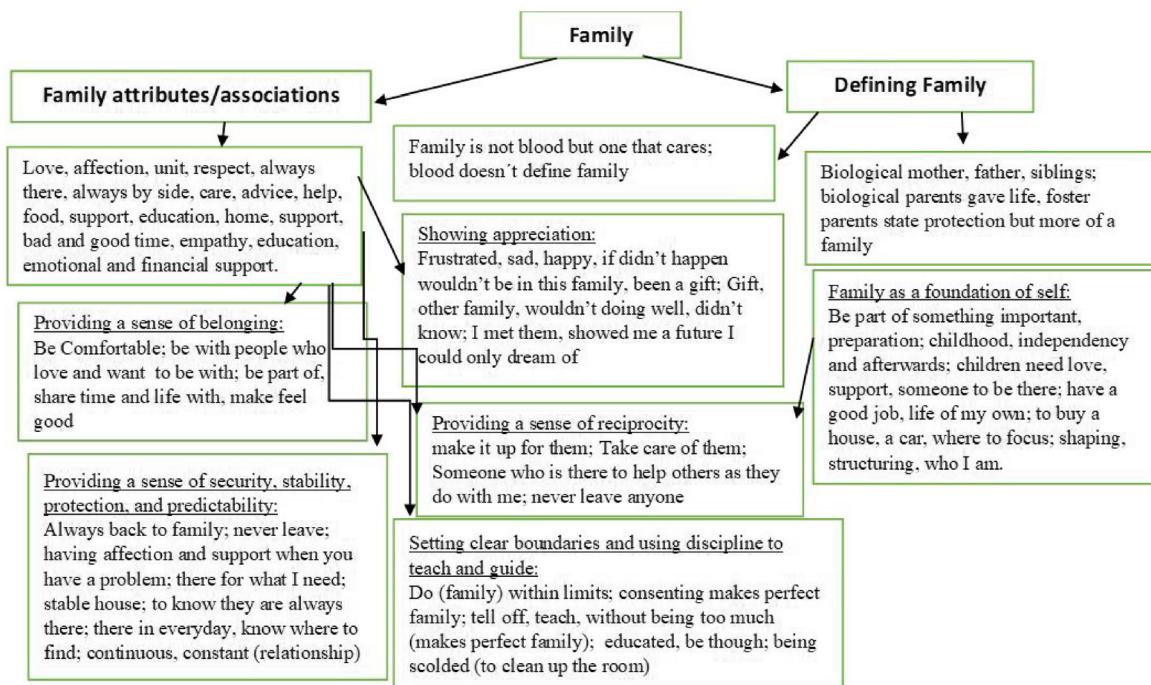 Family
Family attributes/associations
Defining Family
Love, affection, unit, respect, always
there, always by side, care, advice, help,
food, support, education, home, support,
bad and good time, empathy, education,
emotional and financial support.
Family is not blood but one that cares;
blood doesn´t define family
Biological mother, father, siblings;
biological parents gave life, foster
parents state protection but more of a
family
Showing appreciation:
Frustrated, sad, happy, if didn’t happen
wouldn’t be in this family, been a gift; Gift,
other family, wouldn’t doing well, didn’t
know; I met them, showed me a future I
could only dream of
Family as a foundation of self:
Be part of something important,
preparation; childhood, independency
and afterwards; children need love,
support, someone to be there; have a
good job, life of my own; to buy a
house, a car, where to focus; shaping,
structuring, who I am.
Providing a sense of belonging:
Be Comfortable; be with people who
love and want to be with; be part of,
share time and life with, make feel
good
Providing a sense of reciprocity:
make it up for them; Take care of them;
Someone who is there to help others as they
do with me; never leave anyone
Providing a sense of security, stability,
protection, and predictability:
Always back to family; never leave;
having affection and support when you
have a problem; there for what I need;
stable house; to know they are always
there; there in everyday, know where to
find; continuous, constant (relationship)
Setting clear boundaries and using discipline to
teach and guide:
Do (family) within limits; consenting makes perfect
family; tell off, teach, without being too much
(makes perfect family); educated, be though; being
scolded (to clean up the room)